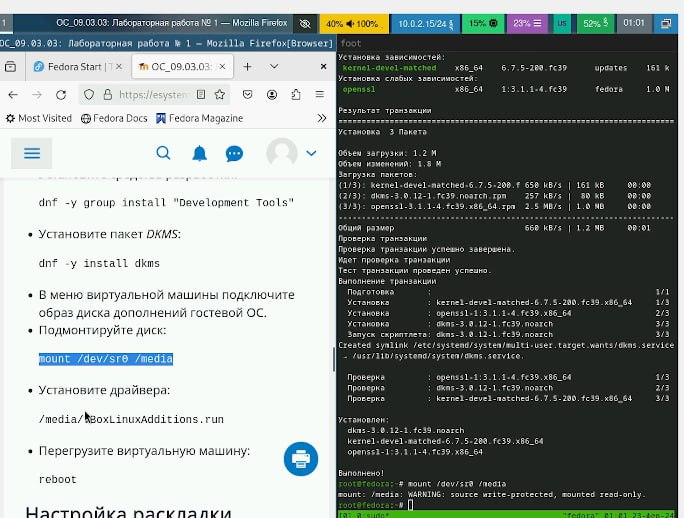 1
ОС_09.03.03: Лабораторная работа № 1 — Mozilla Firefox
40% 100%
10.0.2.15/24
15%
23%
us
52%
01:01
ОС_09.03.03: Лабораторная работа № 1 — Mozilla Firefox[Browser]
Fedora Start | T
ОС_09.03.03:
https://esystem
Most Visited
Fedora Docs
Fedora Magazine
dnf -y group install "Development Tools"
Установите пакет DKMS:
dnf -y install dkms
В меню виртуальной машины подключите
образ диска дополнений гостевой ОС.
Подмонтируйте диск:
mount /dev/sr0 /media
Установите драйвера:
/media/VBoxLinuxAdditions.run
Перегрузите виртуальную машину:
reboot
Настройка раскладки
foot
Установка зависимостей:
kernel-devel-matched x86_64 6.7.5-200.fc39 updates 161 k
Установка слабых зависимостей:
openssl x86_64 1:3.1.1-4.fc39 fedora 1.0 M
Результат транзакции
Установка 3 Пакета
Объем загрузки: 1.2 M
Объем изменений: 1.8 M
Загрузка пакетов:
(1/3): kernel-devel-matched-6.7.5-200.f 650 kB/s | 161 kB 00:00
(2/3): dkms-3.0.12-1.fc39.noarch.rpm 257 kB/s | 80 kB 00:00
(3/3): openssl-3.1.1-4.fc39.x86_64.rpm 2.5 MB/s | 1.0 MB 00:00
Общий размер 660 kB/s | 1.2 MB 00:01
Проверка транзакции
Проверка транзакции успешно завершена.
Идет проверка транзакции
Тест транзакции проведен успешно.
Выполнение транзакции
Подготовка : 1/1
Установка : kernel-devel-matched-6.7.5-200.fc39.x86_64 1/3
Установка : openssl-1:3.1.1-4.fc39.x86_64 2/3
Установка : dkms-3.0.12-1.fc39.noarch 3/3
Запуск скриптлета: dkms-3.0.12-1.fc39.noarch 3/3
Created symlink /etc/systemd/system/multi-user.target.wants/dkms.service
→ /usr/lib/systemd/system/dkms.service.
Проверка : openssl-1:3.1.1-4.fc39.x86_64 1/3
Проверка : dkms-3.0.12-1.fc39.noarch 2/3
Проверка : kernel-devel-matched-6.7.5-200.fc39.x86_64 3/3
Установлен:
dkms-3.0.12-1.fc39.noarch
kernel-devel-matched-6.7.5-200.fc39.x86_64
openssl-1:3.1.1-4.fc39.x86_64
Выполнено!
root@fedora:~# mount /dev/sr0 /media
mount: /media: WARNING: source write-protected, mounted read-only.
root@fedora:~#
[0] 0:sudo* "fedora" 01:01 23-фев-24